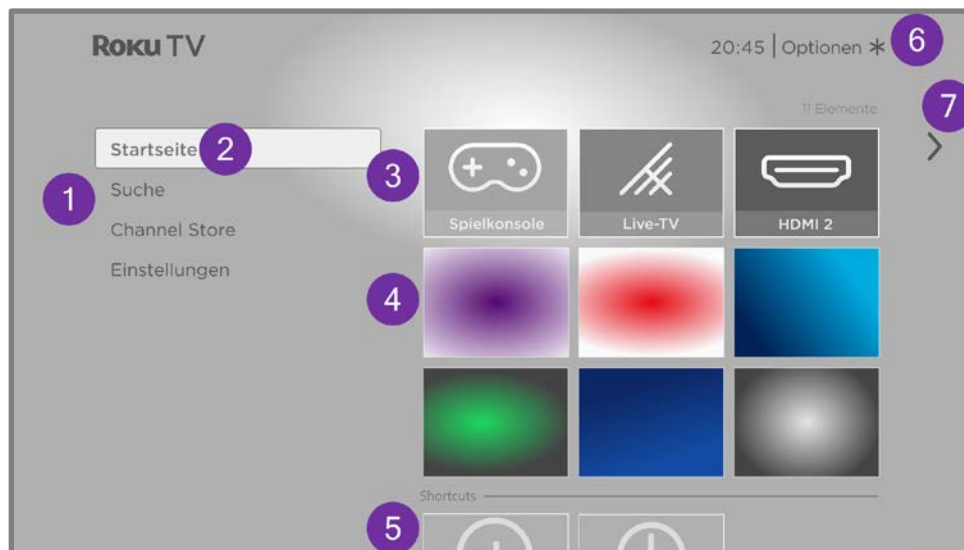 Roku TV
20:45 | Optionen * 6
11 Elemente
7
Startseite 2
1
Suche
Channel Store
Einstellungen
3
Spielkonsole
Live-TV
HDMI 2
4
Shortcuts
5